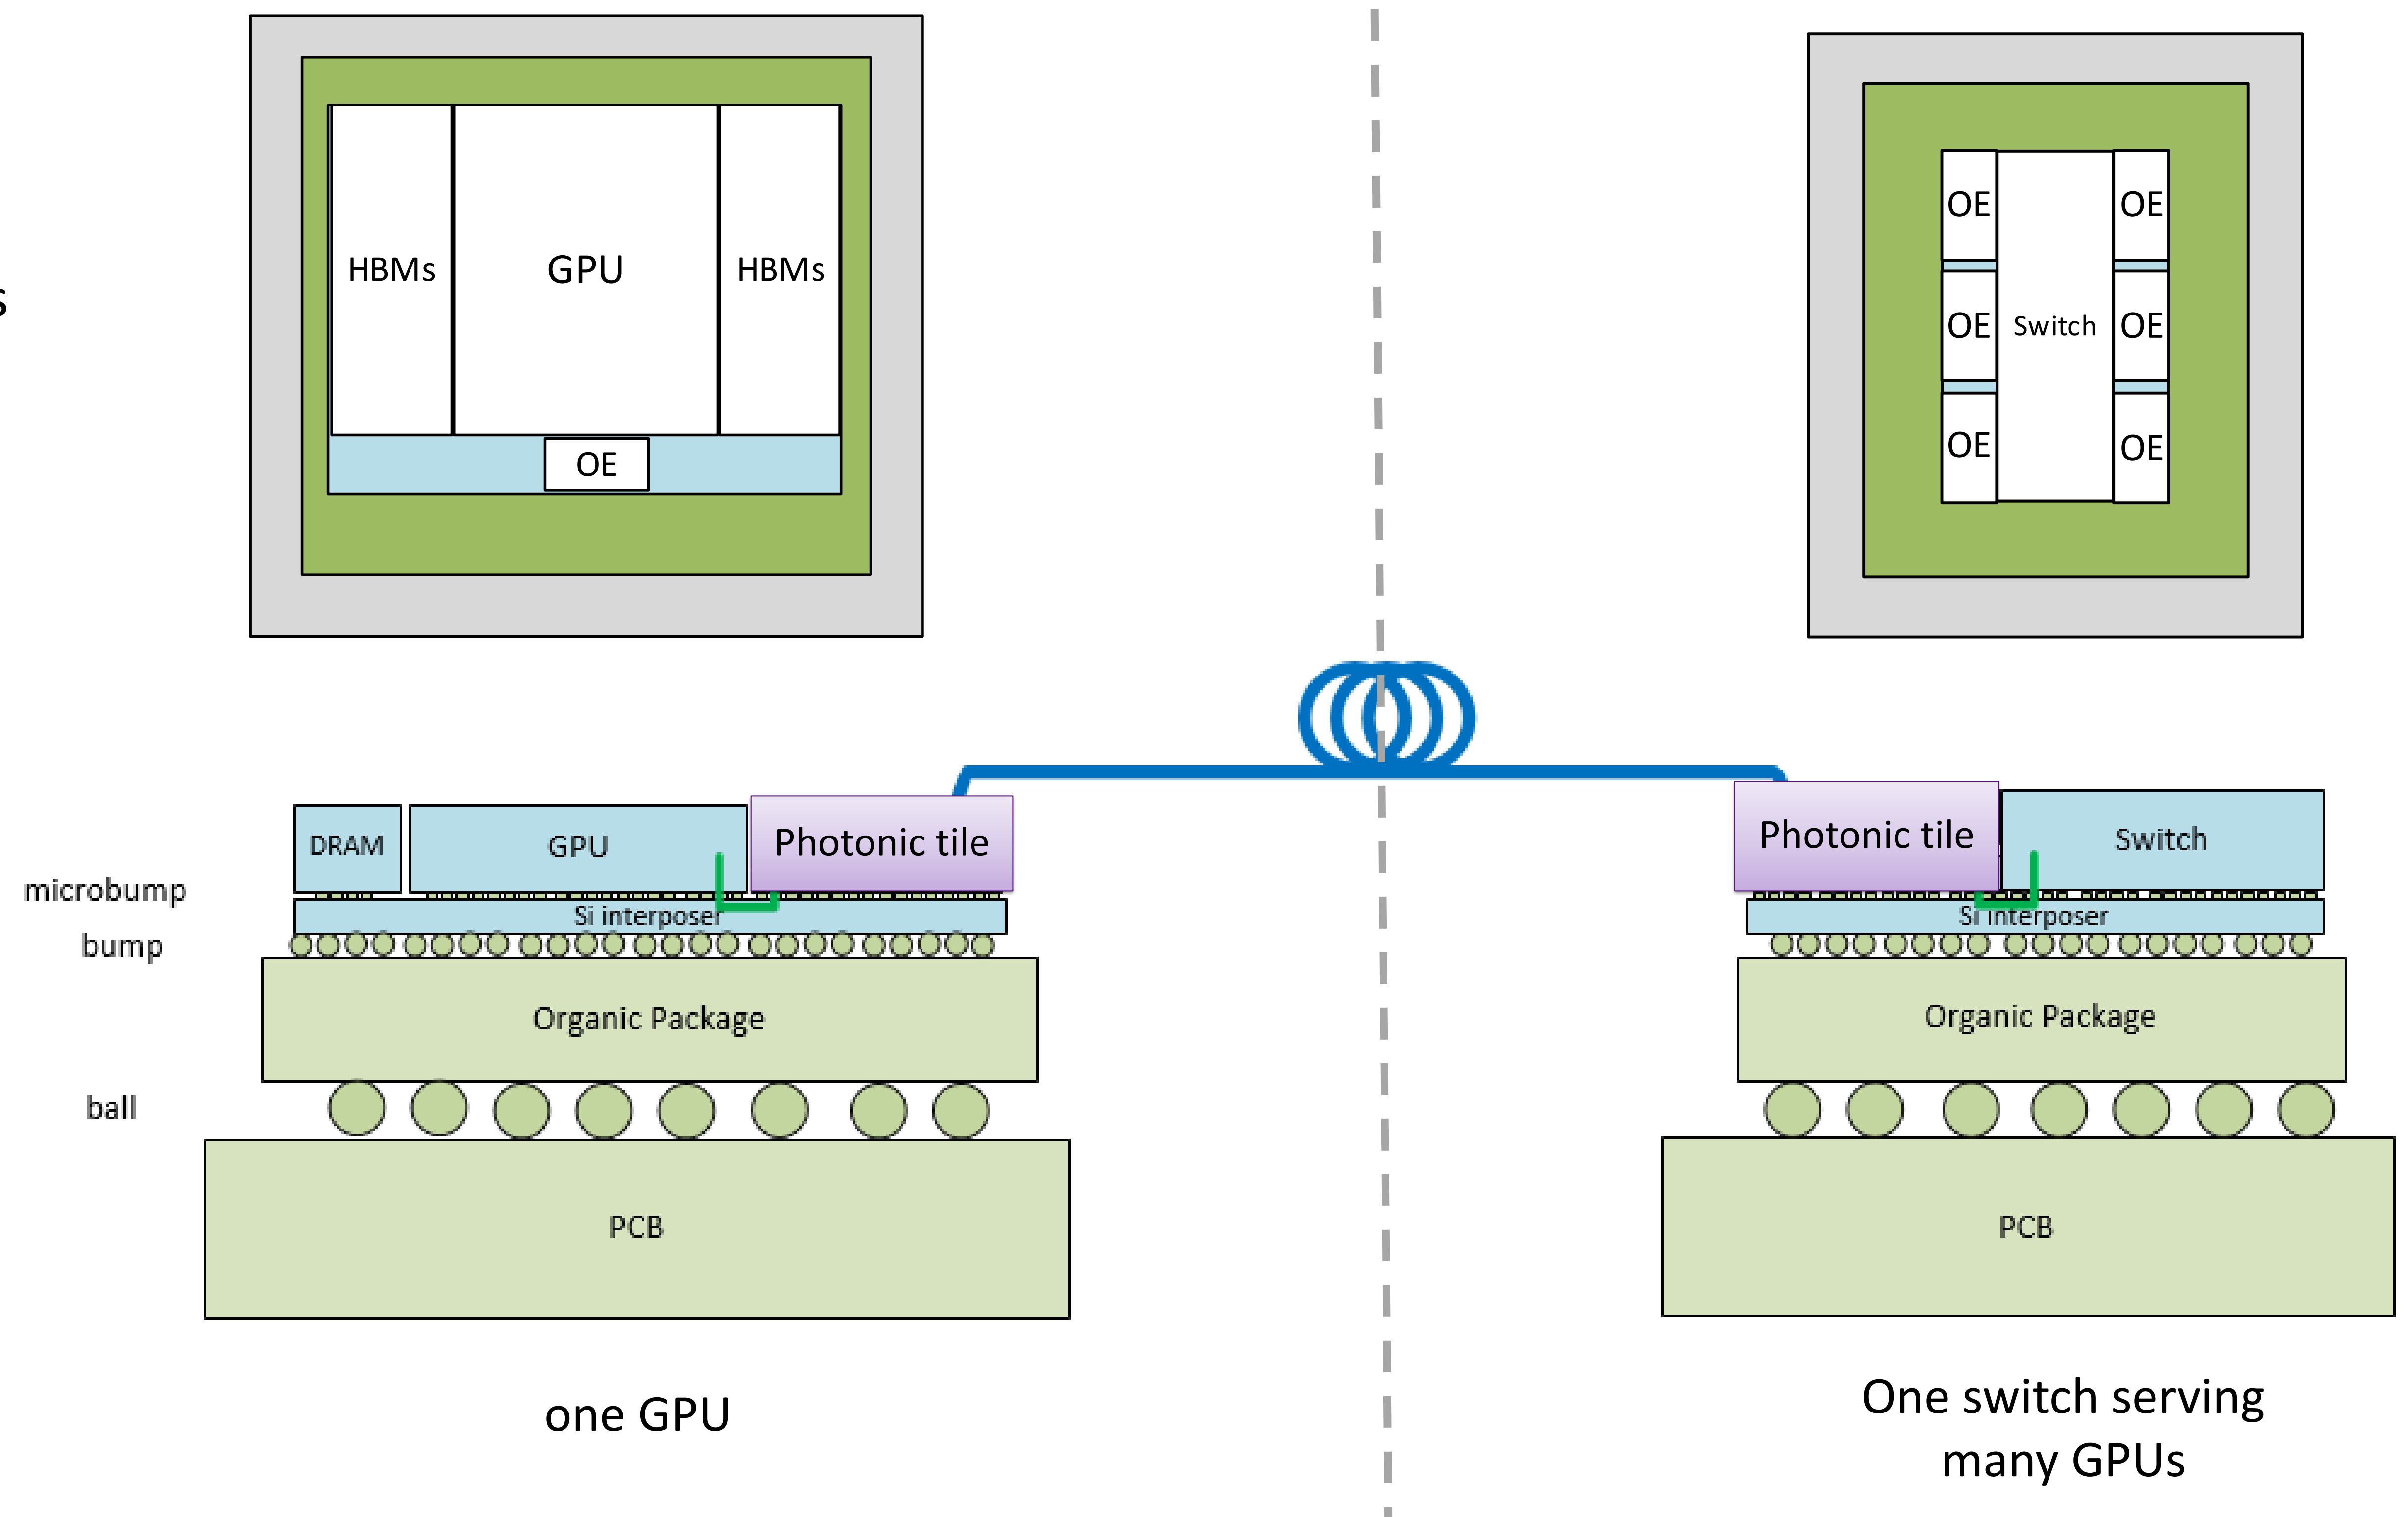 s
HBMs
GPU
HBMs
OE
OE
OE
OE
Switch
OE
OE
OE
DRAM
GPU
Photonic tile
Photonic tile
Switch
microbump
Si interposer
Si interposer
bump
Organic Package
Organic Package
ball
PCB
PCB
one GPU
One switch serving
many GPUs